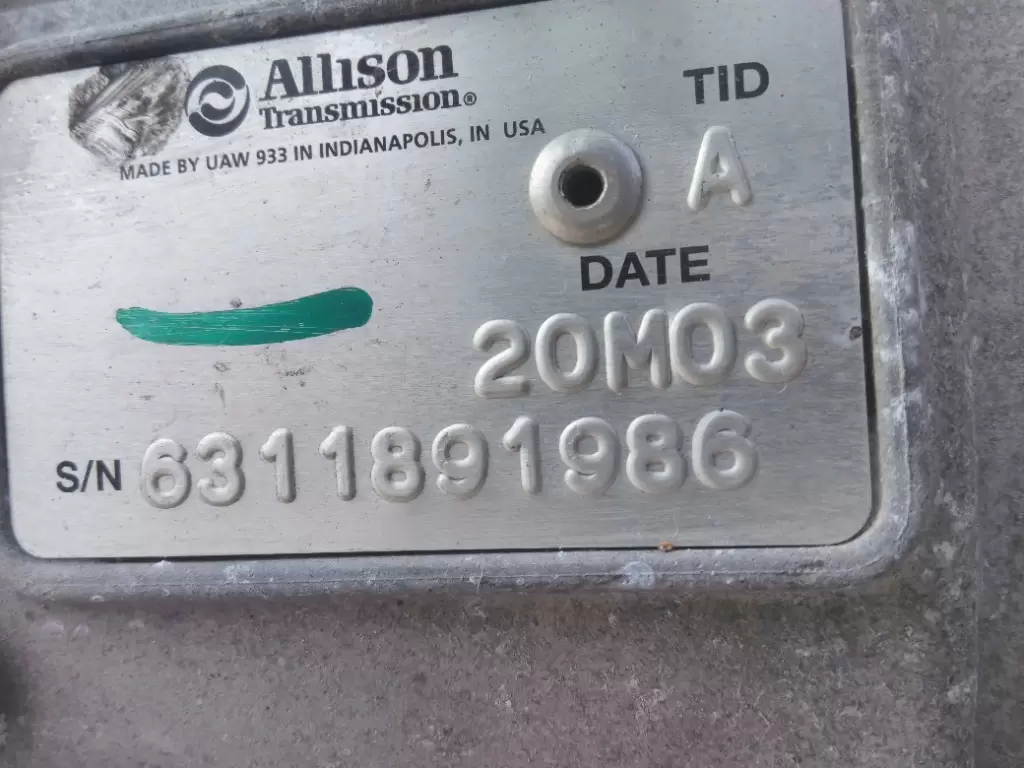 Allison
Transmission®
MADE BY UAW 933 IN INDIANAPOLIS, IN USA
TID
A
DATE
20M03
S/N 6311891986